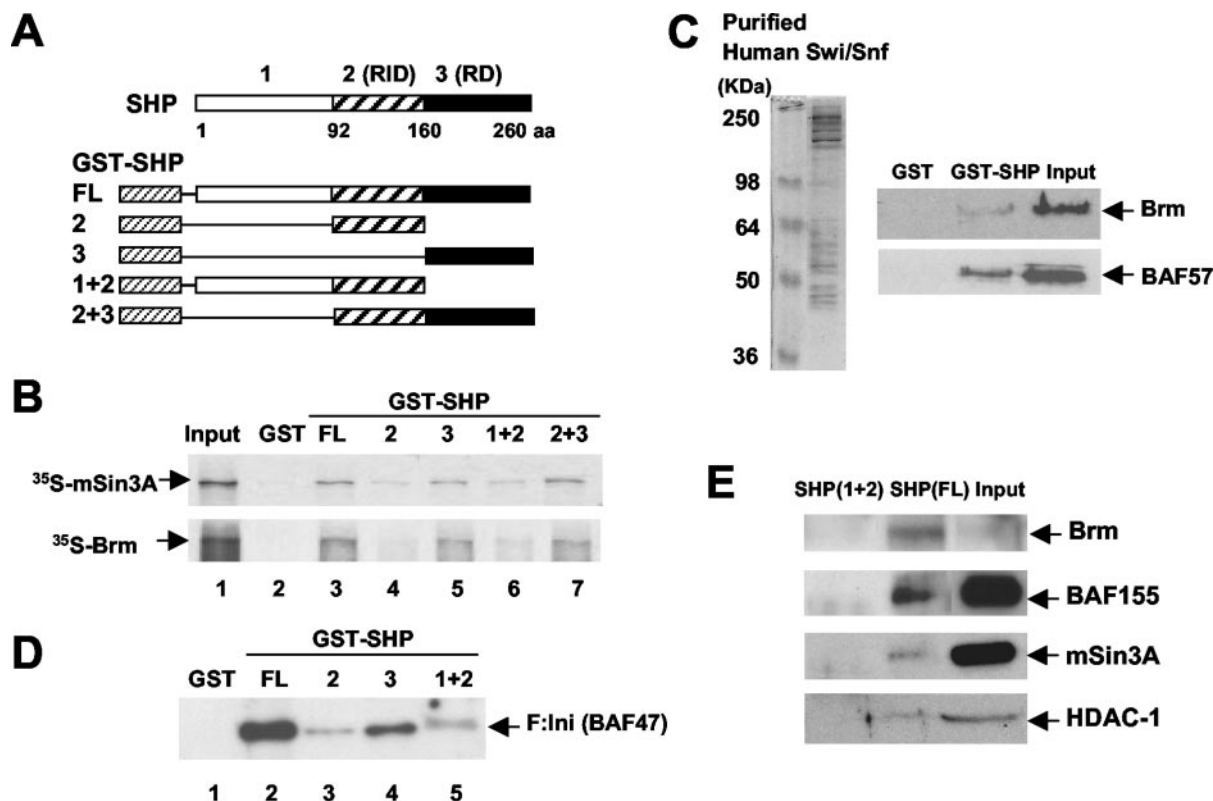 A
1 2 (RID) 3 (RD)
SHP
1 92 160 260 aa
GST-SHP
FL
2
3
1+2
2+3
B
GST-SHP
Input GST FL 2 3 1+2 2+3
35S-mSin3A
35S-Brm
1 2 3 4 5 6 7
C
Purified
Human Swi/Snf
(KDa)
250
98
64
50
36
GST GST-SHP Input
Brm
BAF57
D
GST-SHP
GST FL 2 3 1+2
F:Ini (BAF47)
1 2 3 4 5
E
SHP(1+2) SHP(FL) Input
Brm
BAF155
mSin3A
HDAC-1